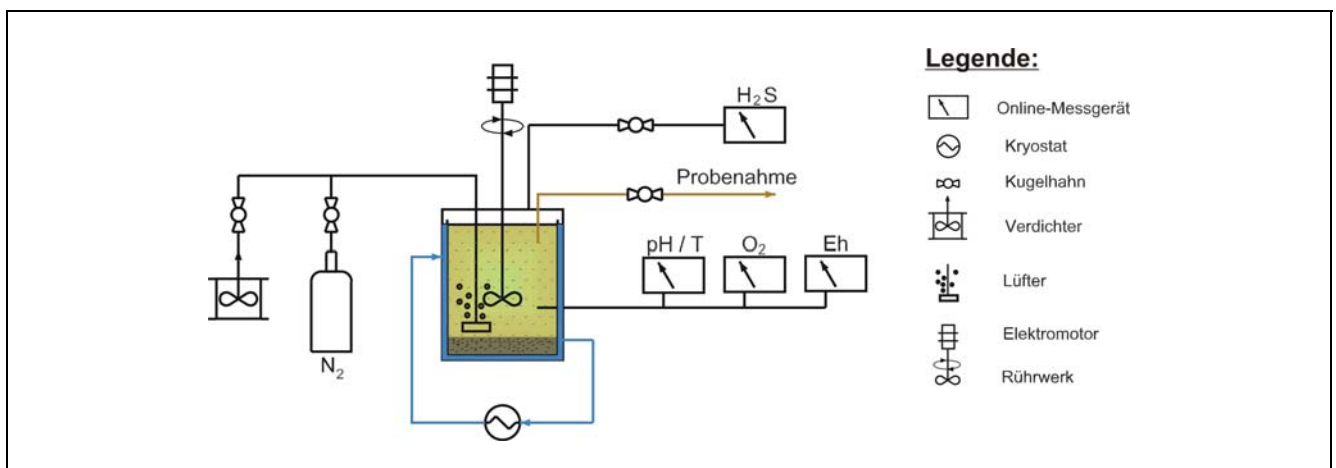 H₂S
Probenahme
pH / T
O₂
Eh
N₂
Legende:
Online-Messgerät
Kryostat
Kugelhahn
Verdichter
Lüfter
Elektromotor
Rührwerk